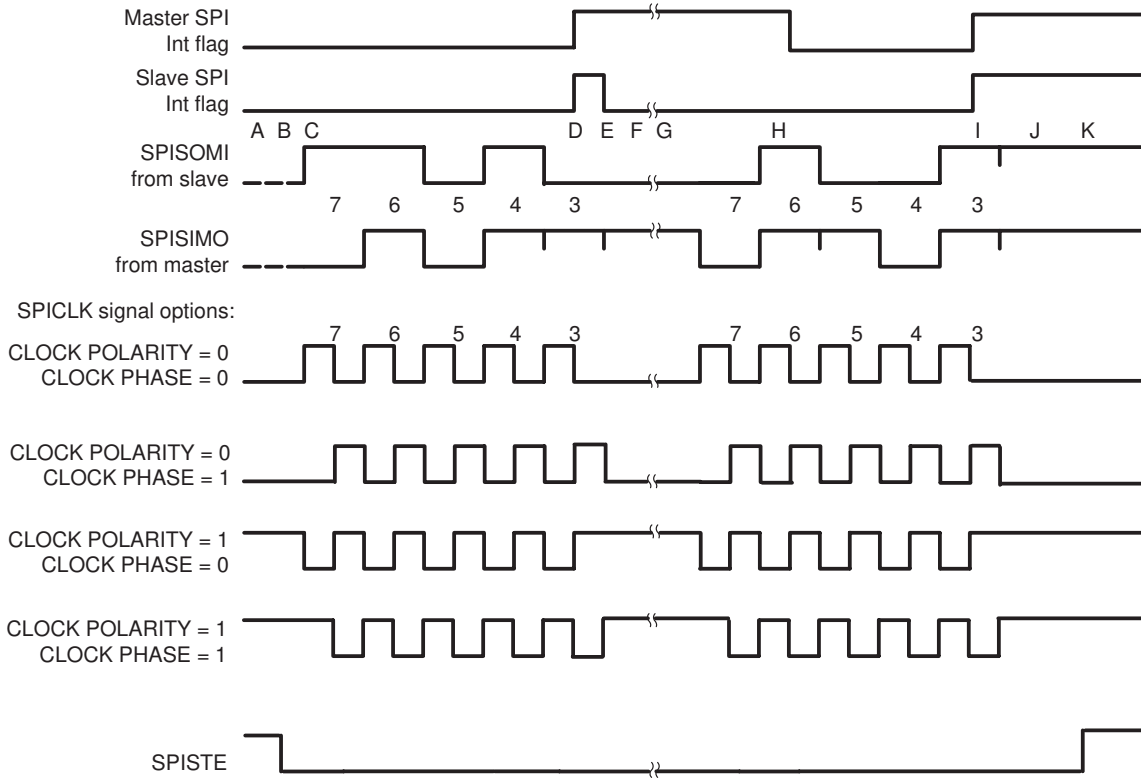 Master SPI
Int flag
Slave SPI
Int flag
A B C D E F G H I J K
SPISOMI
from slave
7 6 5 4 3 7 6 5 4 3
SPISIMO
from master
SPICLK signal options:
7 6 5 4 3 7 6 5 4 3
CLOCK POLARITY = 0
CLOCK PHASE = 0
CLOCK POLARITY = 0
CLOCK PHASE = 1
CLOCK POLARITY = 1
CLOCK PHASE = 0
CLOCK POLARITY = 1
CLOCK PHASE = 1
SPISTE